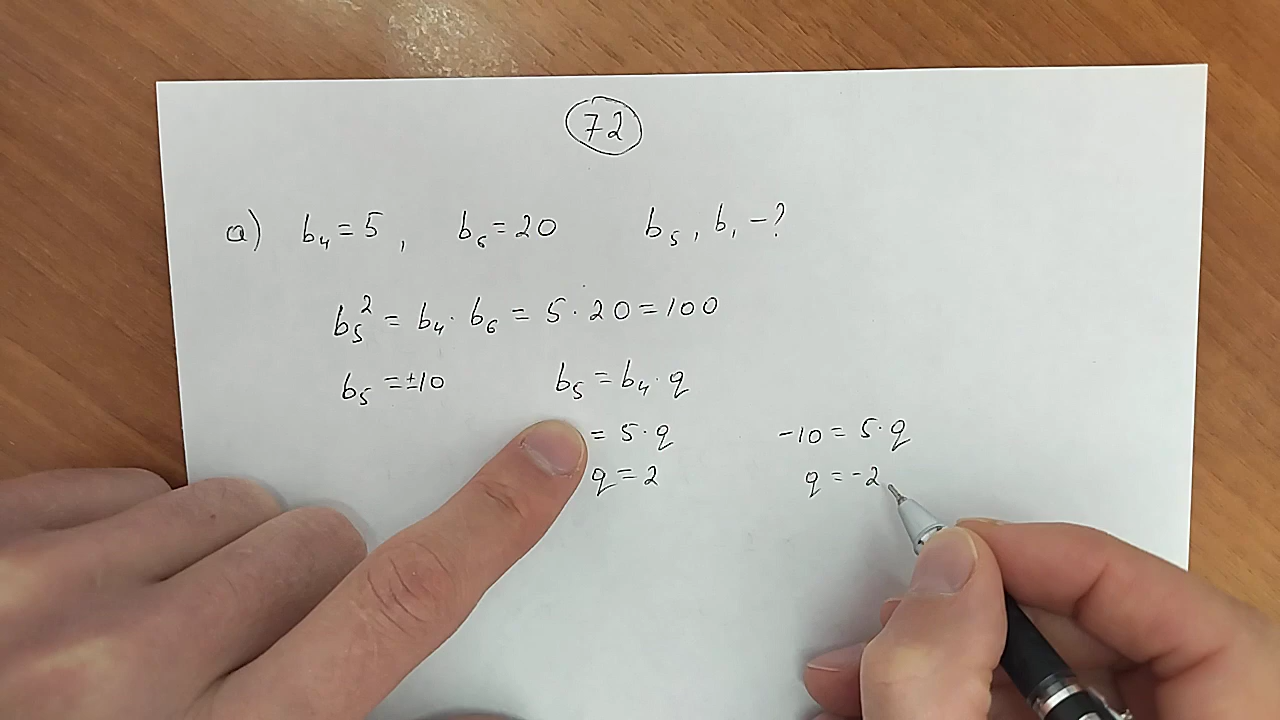 72
a) b₄ = 5, b₆ = 20 b₅, b₁ - ?
b₅² = b₄ · b₆ = 5 · 20 = 100
b₅ = ±10 b₅ = b₄ · q
= 5 · q -10 = 5 · q
q = 2 q = -2